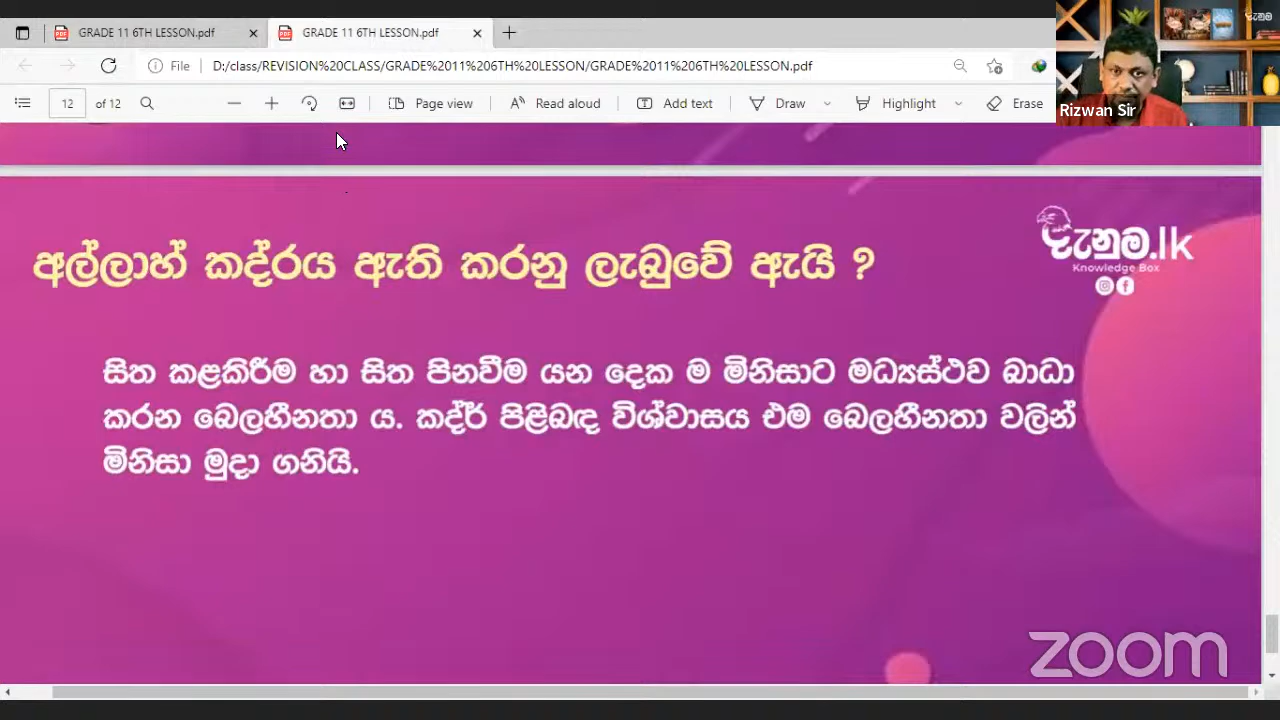 GRADE 11 6TH LESSON.pdf
GRADE 11 6TH LESSON.pdf
File
D:/class/REVISION%20CLASS/GRADE%2011%206TH%20LESSON/GRADE%2011%206TH%20LESSON.pdf
12 of 12
Page view
Read aloud
Add text
Draw
Highlight
Erase
දැනුම
Rizwan Sir
අල්ලාහ් කද්රය ඇති කරනු ලැබුවේ ඇයි ?
දැනුම.lk
Knowledge Box
සිත කළකිරීම හා සිත පිනවීම යන දෙක ම මිනිසාට මධ්‍යස්ථව බාධා
කරන බෙලහීනතා ය. කද්ර් පිළිබඳ විශ්වාසය එම බෙලහීනතා වලින්
මිනිසා මුදා ගනියි.
zoom